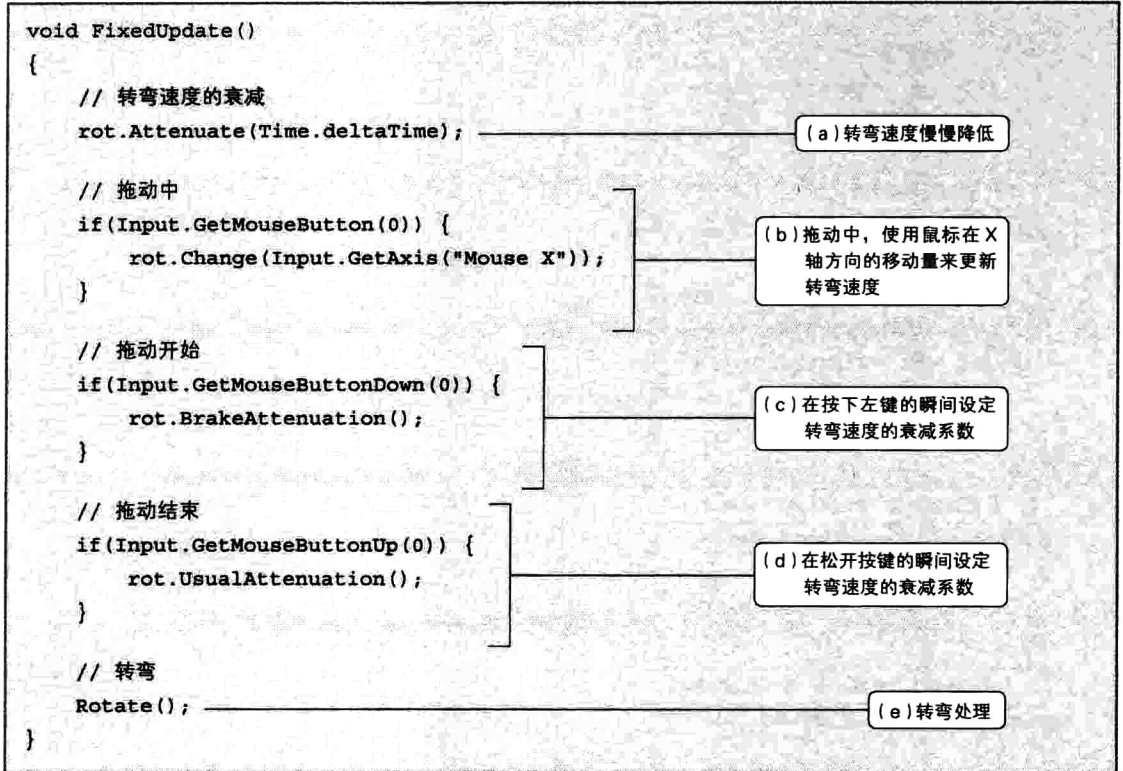 void FixedUpdate()
{
// 转弯速度的衰减
rot.Attenuate(Time.deltaTime);
(a)转弯速度慢慢降低
// 拖动中
if(Input.GetMouseButton(0)) {
rot.Change(Input.GetAxis("Mouse X"));
}
(b)拖动中，使用鼠标在X
轴方向的移动量来更新
转弯速度
// 拖动开始
if(Input.GetMouseButtonDown(0)) {
rot.BrakeAttenuation();
}
(c)在按下左键的瞬间设定
转弯速度的衰减系数
// 拖动结束
if(Input.GetMouseButtonUp(0)) {
rot.UsualAttenuation();
}
(d)在松开按键的瞬间设定
转弯速度的衰减系数
// 转弯
Rotate();
(e)转弯处理
}